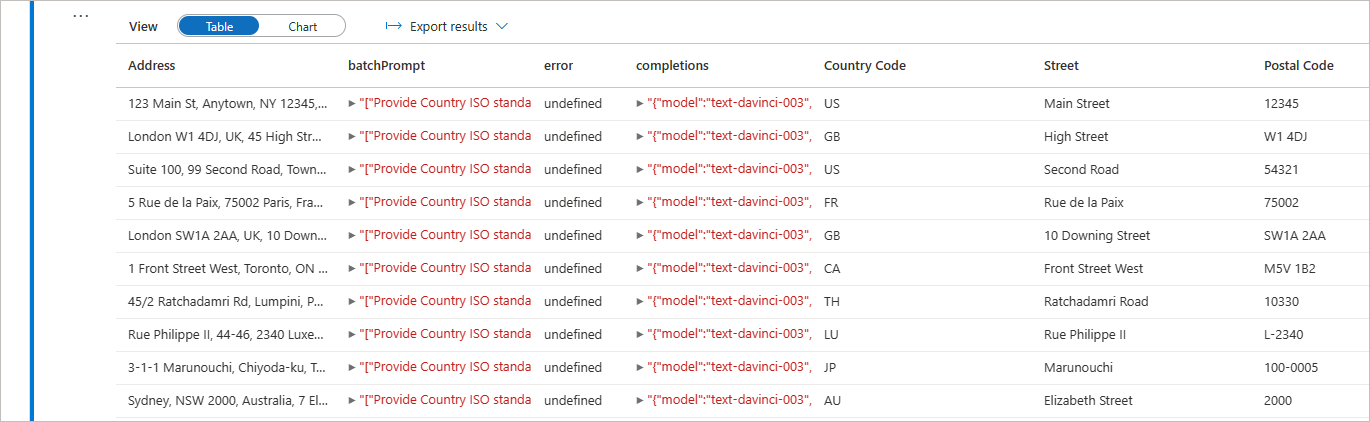 ... View Table Chart Export results
Address batchPrompt error completions Country Code Street Postal Code
123 Main St, Anytown, NY 12345,... "["Provide Country ISO standa undefined "{"model":"text-davinci-003", US Main Street 12345
London W1 4DJ, UK, 45 High Str... "["Provide Country ISO standa undefined "{"model":"text-davinci-003", GB High Street W1 4DJ
Suite 100, 99 Second Road, Town... "["Provide Country ISO standa undefined "{"model":"text-davinci-003", US Second Road 54321
5 Rue de la Paix, 75002 Paris, Fra... "["Provide Country ISO standa undefined "{"model":"text-davinci-003", FR Rue de la Paix 75002
London SW1A 2AA, UK, 10 Down... "["Provide Country ISO standa undefined "{"model":"text-davinci-003", GB 10 Downing Street SW1A 2AA
1 Front Street West, Toronto, ON ... "["Provide Country ISO standa undefined "{"model":"text-davinci-003", CA Front Street West M5V 1B2
45/2 Ratchadamri Rd, Lumpini, P... "["Provide Country ISO standa undefined "{"model":"text-davinci-003", TH Ratchadamri Road 10330
Rue Philippe II, 44-46, 2340 Luxe... "["Provide Country ISO standa undefined "{"model":"text-davinci-003", LU Rue Philippe II L-2340
3-1-1 Marunouchi, Chiyoda-ku, T... "["Provide Country ISO standa undefined "{"model":"text-davinci-003", JP Marunouchi 100-0005
Sydney, NSW 2000, Australia, 7 El... "["Provide Country ISO standa undefined "{"model":"text-davinci-003", AU Elizabeth Street 2000